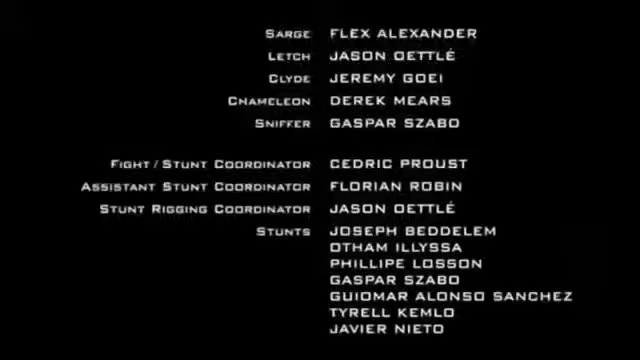 Sarge FLEX ALEXANDER
Letch JASON OETTLÉ
Clyde JEREMY GOEI
Chameleon DEREK MEARS
Sniffer GASPAR SZABO
Fight / Stunt Coordinator CEDRIC PROUST
Assistant Stunt Coordinator FLORIAN ROBIN
Stunt Rigging Coordinator JASON OETTLÉ
Stunts JOSEPH BEDDELEM
OTHAM ILLYSSA
PHILLIPE LOSSON
GASPAR SZABO
GUIOMAR ALONSO SANCHEZ
TYRELL KEMLO
JAVIER NIETO